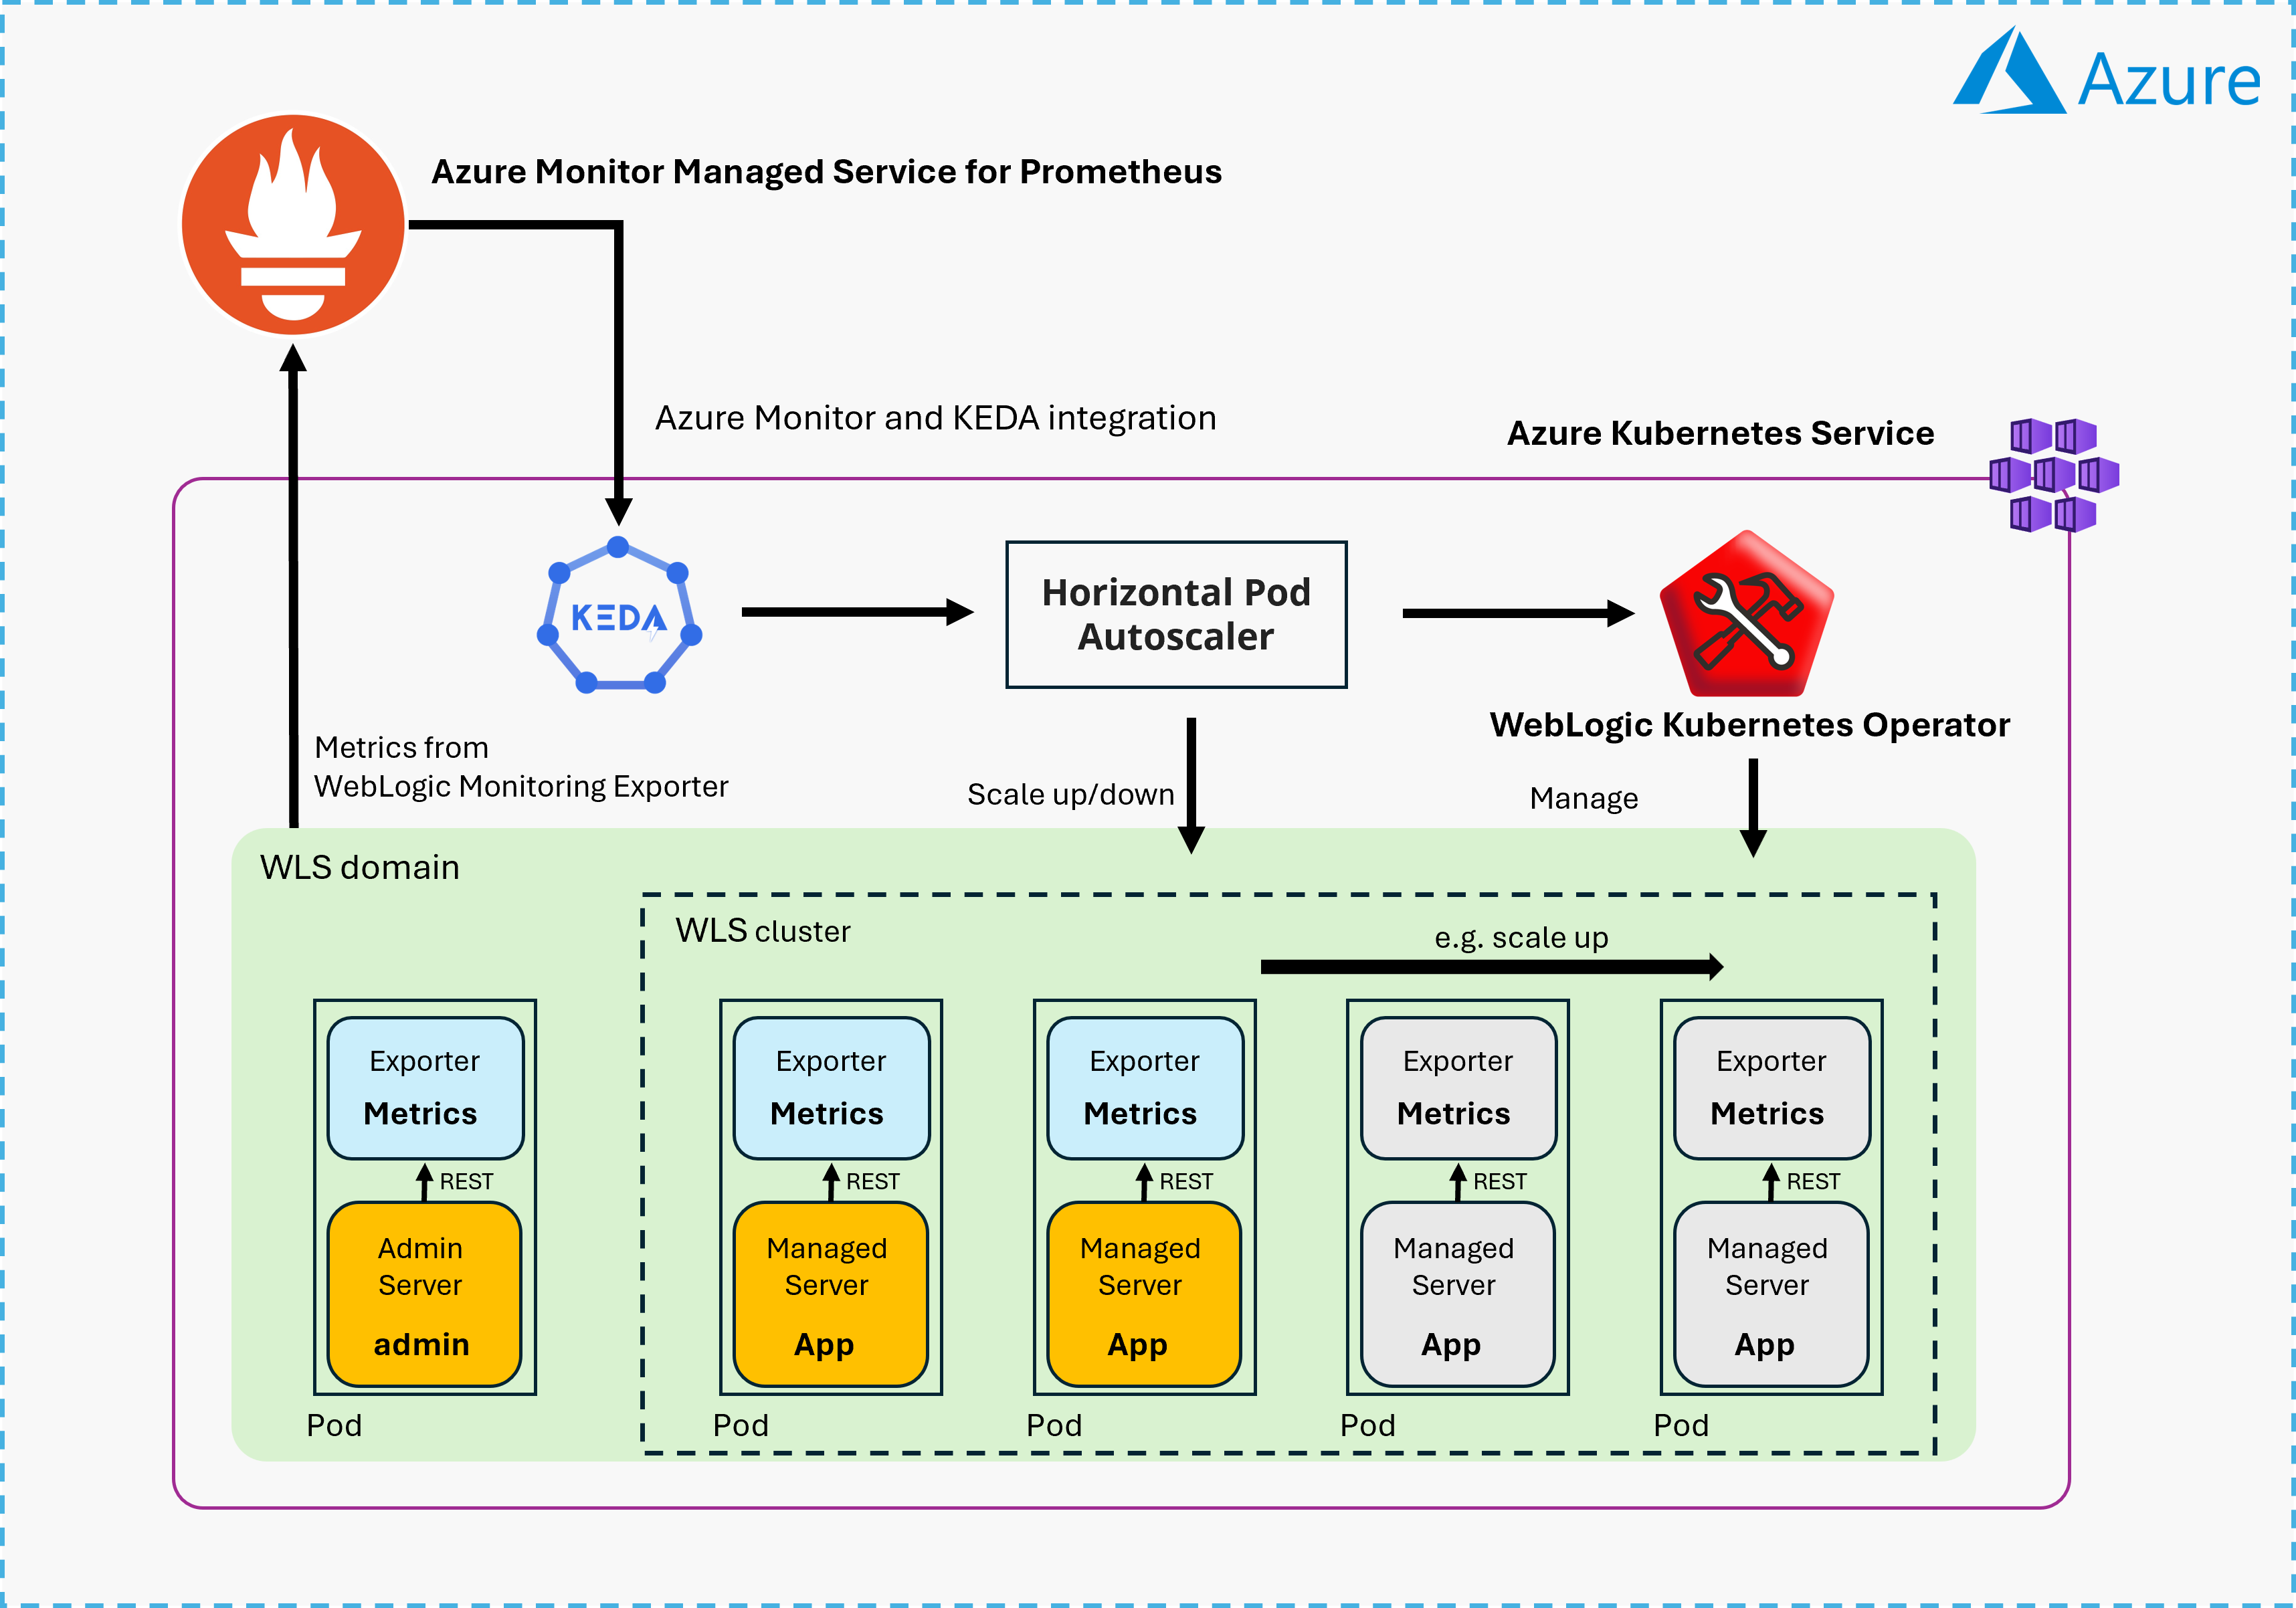 Azure
Azure Monitor Managed Service for Prometheus
Azure Monitor and KEDA integration
Azure Kubernetes Service
KEDA
Horizontal Pod
Autoscaler
WebLogic Kubernetes Operator
Metrics from
WebLogic Monitoring Exporter
Scale up/down
Manage
WLS domain
WLS cluster
e.g. scale up
Exporter
Metrics
REST
Admin
Server
admin
Pod
Exporter
Metrics
REST
Managed
Server
App
Pod
Exporter
Metrics
REST
Managed
Server
App
Pod
Exporter
Metrics
REST
Managed
Server
App
Pod
Exporter
Metrics
REST
Managed
Server
App
Pod